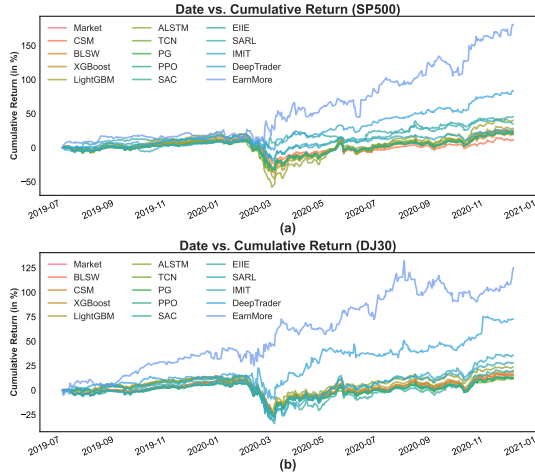 Date vs. Cumulative Return (SP500)
Cumulative Return (in %)
150
100
50
0
−50
Market ALSTM EIIE
CSM TCN SARL
BLSW PG IMIT
XGBoost PPO DeepTrader
LightGBM SAC EarnMore
2019-07 2019-09 2019-11 2020-01 2020-03 2020-05 2020-07 2020-09 2020-11 2021-01
(a)
Date vs. Cumulative Return (DJ30)
Cumulative Return (in %)
125
100
75
50
25
0
−25
Market ALSTM EIIE
BLSW TCN SARL
CSM PG IMIT
XGBoost PPO DeepTrader
LightGBM SAC EarnMore
2019-07 2019-09 2019-11 2020-01 2020-03 2020-05 2020-07 2020-09 2020-11 2021-01
(b)